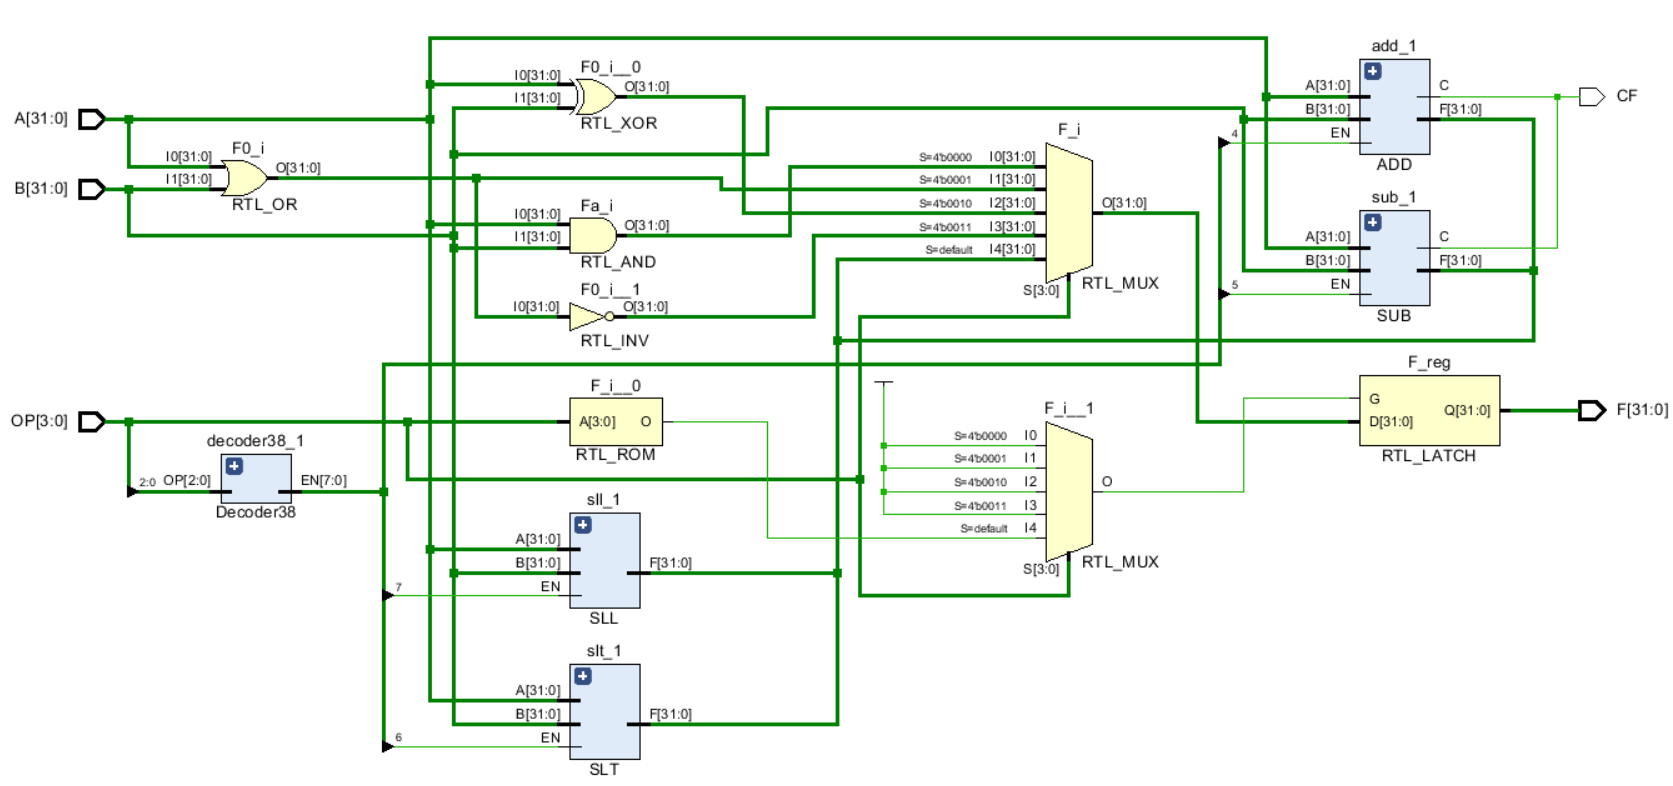 A[31:0]
B[31:0]
F0_i
I0[31:0]
I1[31:0]
O[31:0]
RTL_OR
F0_i__0
I0[31:0]
I1[31:0]
O[31:0]
RTL_XOR
Fa_i
I0[31:0]
I1[31:0]
O[31:0]
RTL_AND
F0_i__1
I0[31:0]
O[31:0]
RTL_INV
F_i
S=4'b0000 I0[31:0]
S=4'b0001 I1[31:0]
S=4'b0010 I2[31:0]
S=4'b0011 I3[31:0]
S=default I4[31:0]
O[31:0]
S[3:0]
RTL_MUX
add_1
A[31:0]
B[31:0]
4
EN
C
F[31:0]
ADD
CF
sub_1
A[31:0]
B[31:0]
5
EN
C
F[31:0]
SUB
OP[3:0]
decoder38_1
2:0 OP[2:0]
EN[7:0]
Decoder38
F_i__0
A[3:0] O
RTL_ROM
sll_1
A[31:0]
B[31:0]
7
EN
F[31:0]
SLL
slt_1
A[31:0]
B[31:0]
6
EN
F[31:0]
SLT
F_i__1
S=4'b0000 I0
S=4'b0001 I1
S=4'b0010 I2
S=4'b0011 I3
S=default I4
O
S[3:0]
RTL_MUX
F_reg
G
D[31:0]
Q[31:0]
RTL_LATCH
F[31:0]